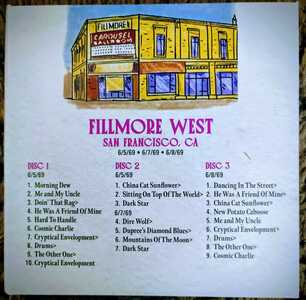 FILLMORE
CAROUSEL
BALLROOM
FILLMORE WEST
SAN FRANCISCO, CA
6/5/69 • 6/7/69 • 6/8/69
DISC 1
6/5/69
1. Morning Dew
2. Me and My Uncle
3. Doin' That Rag>
4. He Was A Friend Of Mine
5. Hard To Handle
6. Cosmic Charlie
7. Cryptical Envelopment>
8. Drums>
9. The Other One>
10. Cryptical Envelopment
DISC 2
6/5/69
1. China Cat Sunflower>
2. Sitting On Top Of The World>
3. Dark Star
6/7/69
4. Dire Wolf>
5. Dupree's Diamond Blues>
6. Mountains Of The Moon>
7. Dark Star
DISC 3
6/8/69
1. Dancing In The Street>
2. He Was A Friend Of Mine>
3. China Cat Sunflower>
4. New Potato Caboose
5. Me and My Uncle
6. Cryptical Envelopment>
7. Drums>
8. The Other One>
9. Cosmic Charlie